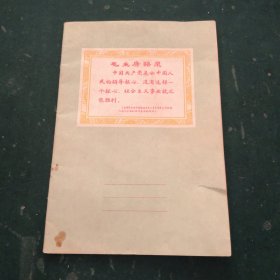 毛主席语录
中国共产党是全中国人
民的领导核心。没有这样一
个核心，社会主义事业就不
能胜利。